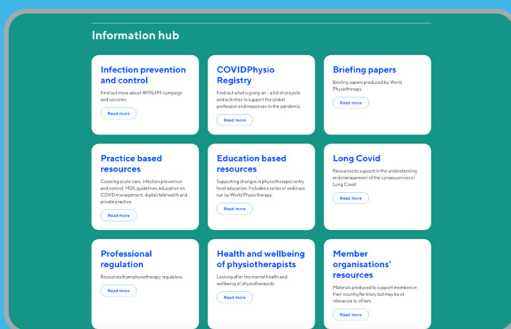 Information hub
Infection prevention
and control
Find out more about #PPEAPT campaign
and vaccines
Read more
COVIDPhysio
Registry
Find out what is going on - a list of projects
and activities to support the global
profession and responses to the pandemic.
Read more
Briefing papers
Briefing papers produced by World
Physiotherapy.
Read more
Practice based
resources
Covering acute care, infection prevention
and control, MSK, guidelines, education on
COVID management, digital/telehealth and
private practice
Read more
Education based
resources
Supporting changes in physiotherapist entry
level education. Includes a series of webinars
run by World Physiotherapy.
Read more
Long Covid
Resources to support in the understanding
and management of the consequences of
Long Covid
Read more
Professional
regulation
Resources from physiotherapy regulators.
Read more
Health and wellbeing
of physiotherapists
Looking after the mental health and
wellbeing of physiotherapists
Read more
Member
organisations'
resources
Materials produced to support members in
their country/territory but may be of
relevance to others.
Read more